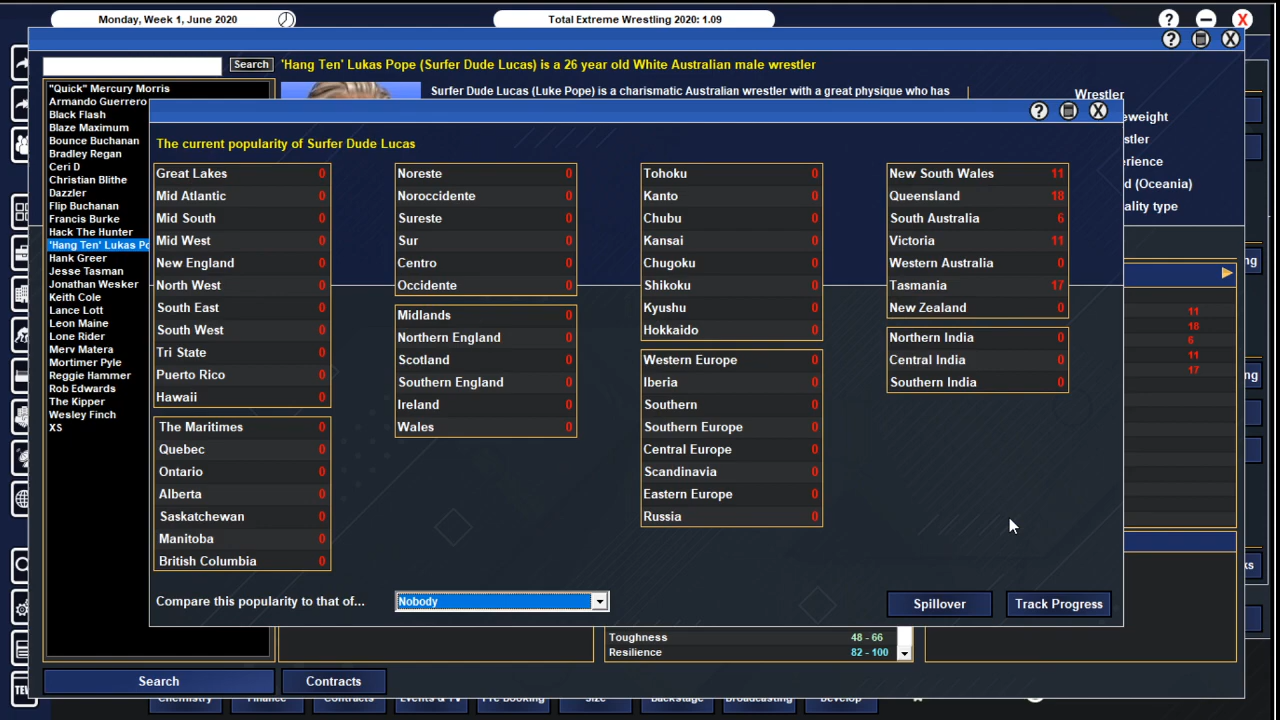 Monday, Week 1, June 2020
Total Extreme Wrestling 2020: 1.09
Search
'Hang Ten' Lukas Pope (Surfer Dude Lucas) is a 26 year old White Australian male wrestler
"Quick" Mercury Morris
Armando Guerrero
Black Flash
Blaze Maximum
Bounce Buchanan
Bradley Regan
Ceri D
Christian Blithe
Dazzler
Flip Buchanan
Francis Burke
Hack The Hunter
'Hang Ten' Lukas Po
Hank Greer
Jesse Tasman
Jonathan Wesker
Keith Cole
Lance Lott
Leon Maine
Lone Rider
Merv Matera
Mortimer Pyle
Reggie Hammer
Rob Edwards
The Kipper
Wesley Finch
XS
Surfer Dude Lucas (Luke Pope) is a charismatic Australian wrestler with a great physique who has
Wrestler
eweight
stler
erience
d (Oceania)
ality type
The current popularity of Surfer Dude Lucas
Great Lakes 0
Mid Atlantic 0
Mid South 0
Mid West 0
New England 0
North West 0
South East 0
South West 0
Tri State 0
Puerto Rico 0
Hawaii 0
The Maritimes 0
Quebec 0
Ontario 0
Alberta 0
Saskatchewan 0
Manitoba 0
British Columbia 0
Noreste 0
Noroccidente 0
Sureste 0
Sur 0
Centro 0
Occidente 0
Midlands 0
Northern England 0
Scotland 0
Southern England 0
Ireland 0
Wales 0
Tohoku 0
Kanto 0
Chubu 0
Kansai 0
Chugoku 0
Shikoku 0
Kyushu 0
Hokkaido 0
Western Europe 0
Iberia 0
Southern 0
Southern Europe 0
Central Europe 0
Scandinavia 0
Eastern Europe 0
Russia 0
New South Wales 11
Queensland 18
South Australia 6
Victoria 11
Western Australia 0
Tasmania 17
New Zealand 0
Northern India 0
Central India 0
Southern India 0
11
18
6
11
17
ng
ng
ks
Compare this popularity to that of...
Nobody
Spillover
Track Progress
Toughness 48 - 66
Resilience 82 - 100
Search
Contracts
Chemistry
Finance
Contracts
Events & TV
Pre Booking
Size
Backstage
Broadcasting
Develop